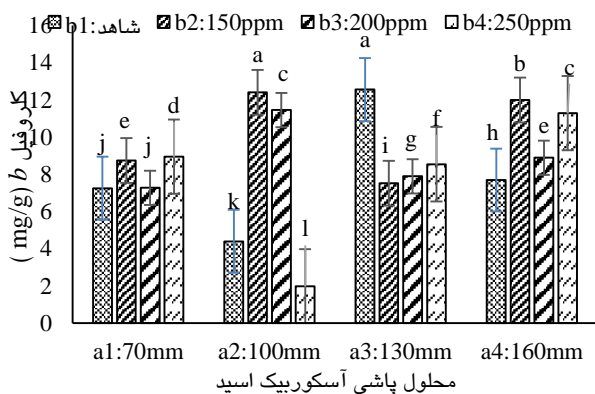 b1:شاهد b2:150ppm b3:200ppm b4:250ppm
16
14
12
10
8
6
4
2
0
کلروفیل b (mg/g)
j e j d
k a c l
a i g f
h b e c
a1:70mm a2:100mm a3:130mm a4:160mm
محلول پاشی آسکوربیک اسید